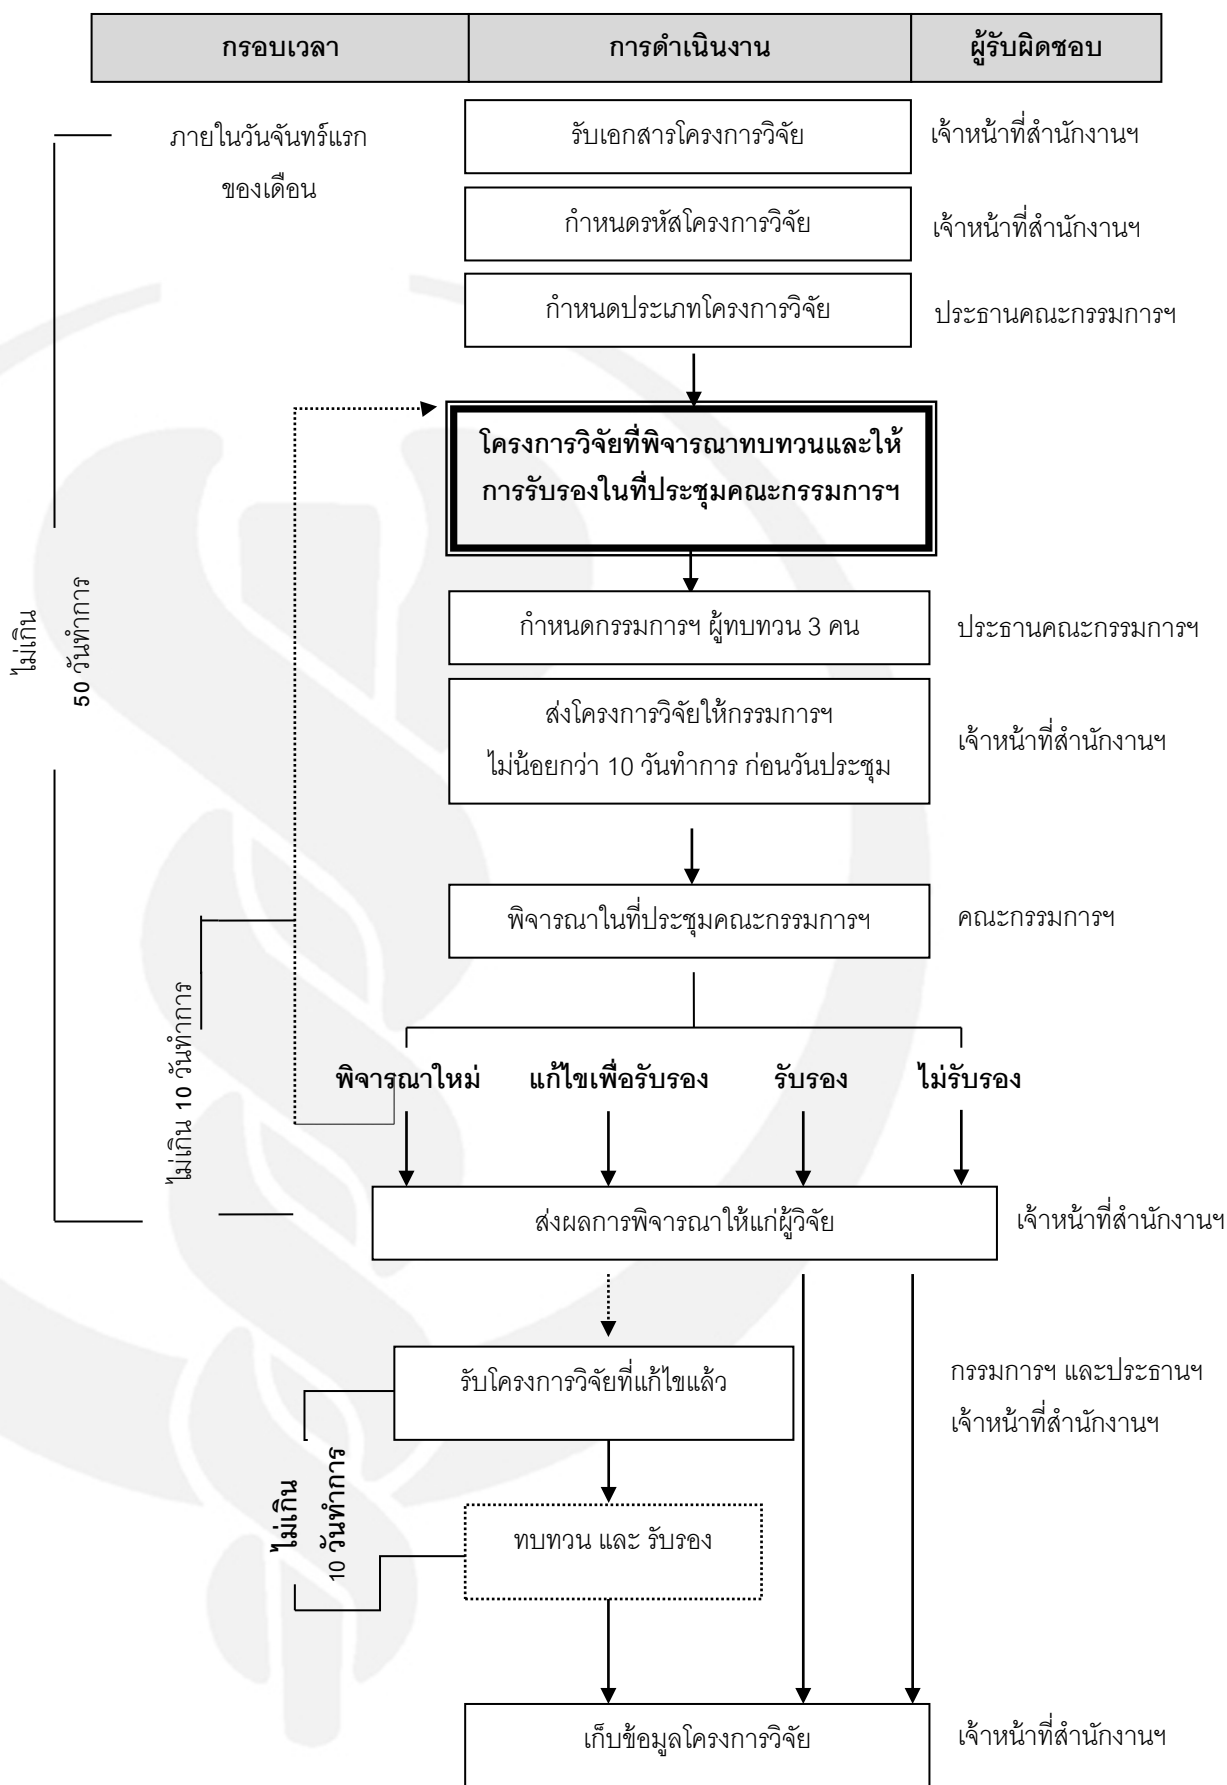 กรอบเวลา
การดำเนินงาน
ผู้รับผิดชอบ
ภายในวันจันทร์แรก
ของเดือน
รับเอกสารโครงการวิจัย
เจ้าหน้าที่สำนักงานฯ
กำหนดรหัสโครงการวิจัย
เจ้าหน้าที่สำนักงานฯ
กำหนดประเภทโครงการวิจัย
ประธานคณะกรรมการฯ
โครงการวิจัยที่พิจารณาทบทวนและให้
การรับรองในที่ประชุมคณะกรรมการฯ
ไม่เกิน
50 วันทำการ
กำหนดกรรมการฯ ผู้ทบทวน 3 คน
ประธานคณะกรรมการฯ
ส่งโครงการวิจัยให้กรรมการฯ
ไม่น้อยกว่า 10 วันทำการ ก่อนวันประชุม
เจ้าหน้าที่สำนักงานฯ
พิจารณาในที่ประชุมคณะกรรมการฯ
คณะกรรมการฯ
ไม่เกิน 10 วันทำการ
พิจารณาใหม่
แก้ไขเพื่อรับรอง
รับรอง
ไม่รับรอง
ส่งผลการพิจารณาให้แก่ผู้วิจัย
เจ้าหน้าที่สำนักงานฯ
รับโครงการวิจัยที่แก้ไขแล้ว
กรรมการฯ และประธานฯ
เจ้าหน้าที่สำนักงานฯ
ไม่เกิน
10 วันทำการ
ทบทวน และ รับรอง
เก็บข้อมูลโครงการวิจัย
เจ้าหน้าที่สำนักงานฯ